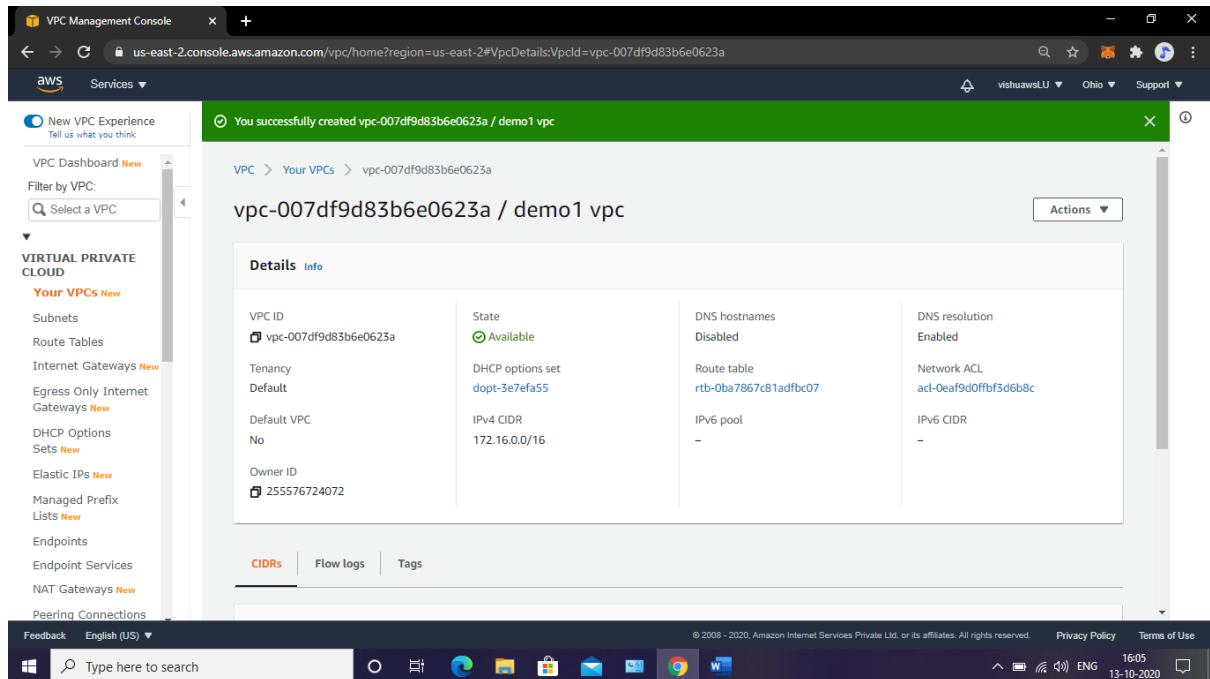 VPC Management Console
us-east-2.console.aws.amazon.com/vpc/home?region=us-east-2#VpcDetails:VpcId=vpc-007df9d83b6e0623a
aws Services vishuawsLU Ohio Support
New VPC Experience
Tell us what you think
You successfully created vpc-007df9d83b6e0623a / demo1 vpc
VPC Dashboard New
Filter by VPC:
Select a VPC
VIRTUAL PRIVATE
CLOUD
Your VPCs New
Subnets
Route Tables
Internet Gateways New
Egress Only Internet
Gateways New
DHCP Options
Sets New
Elastic IPs New
Managed Prefix
Lists New
Endpoints
Endpoint Services
NAT Gateways New
Peering Connections
VPC > Your VPCs > vpc-007df9d83b6e0623a
vpc-007df9d83b6e0623a / demo1 vpc
Actions
Details Info
VPC ID
vpc-007df9d83b6e0623a
State
Available
DNS hostnames
Disabled
DNS resolution
Enabled
Tenancy
Default
DHCP options set
dopt-3e7efa55
Route table
rtb-0ba7867c81adfbc07
Network ACL
acl-0eaf9d0ffbf3d6b8c
Default VPC
No
IPv4 CIDR
172.16.0.0/16
IPv6 pool
–
IPv6 CIDR
–
Owner ID
255576724072
CIDRs Flow logs Tags
Feedback English (US) © 2008 - 2020, Amazon Internet Services Private Ltd. or its affiliates. All rights reserved. Privacy Policy Terms of Use
Type here to search
ENG
16:05
13-10-2020